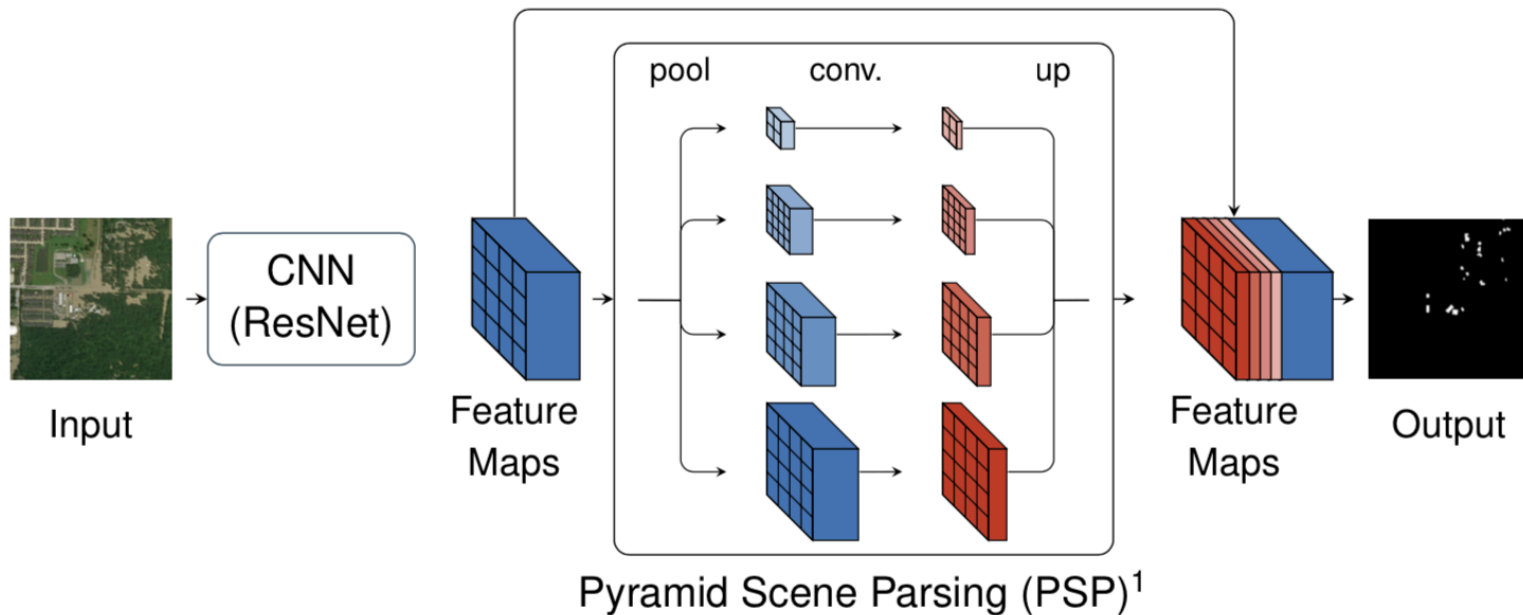 pool
conv.
up
CNN
(ResNet)
Input
Feature
Maps
Feature
Maps
Output
Pyramid Scene Parsing (PSP)¹